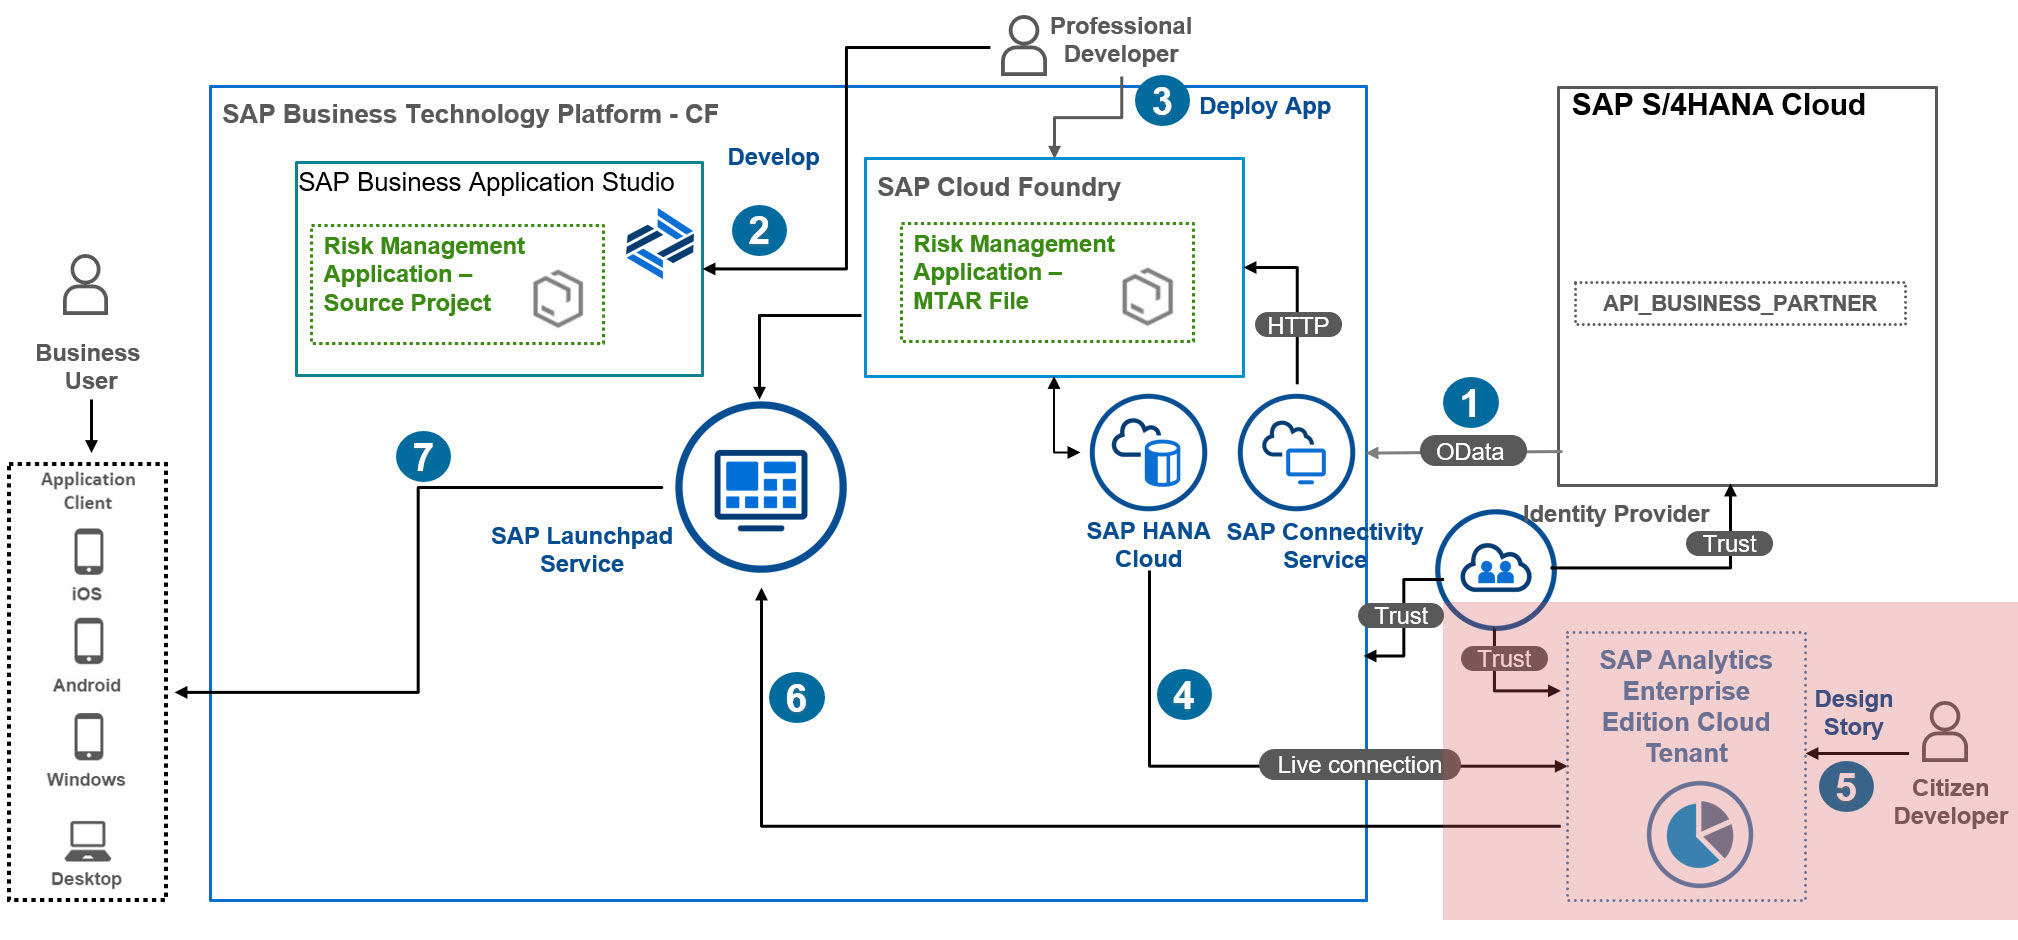 Professional
Developer
3
Deploy App
SAP Business Technology Platform - CF
SAP S/4HANA Cloud
Develop
SAP Business Application Studio
2
Risk Management
Application –
Source Project
SAP Cloud Foundry
Risk Management
Application –
MTAR File
HTTP
API_BUSINESS_PARTNER
Business
User
1
OData
7
Application
Client
iOS
Android
Windows
Desktop
SAP Launchpad
Service
SAP HANA
Cloud
SAP Connectivity
Service
Identity Provider
Trust
Trust
Trust
SAP Analytics
Enterprise
Edition Cloud
Tenant
Design
Story
6
4
Live connection
5
Citizen
Developer